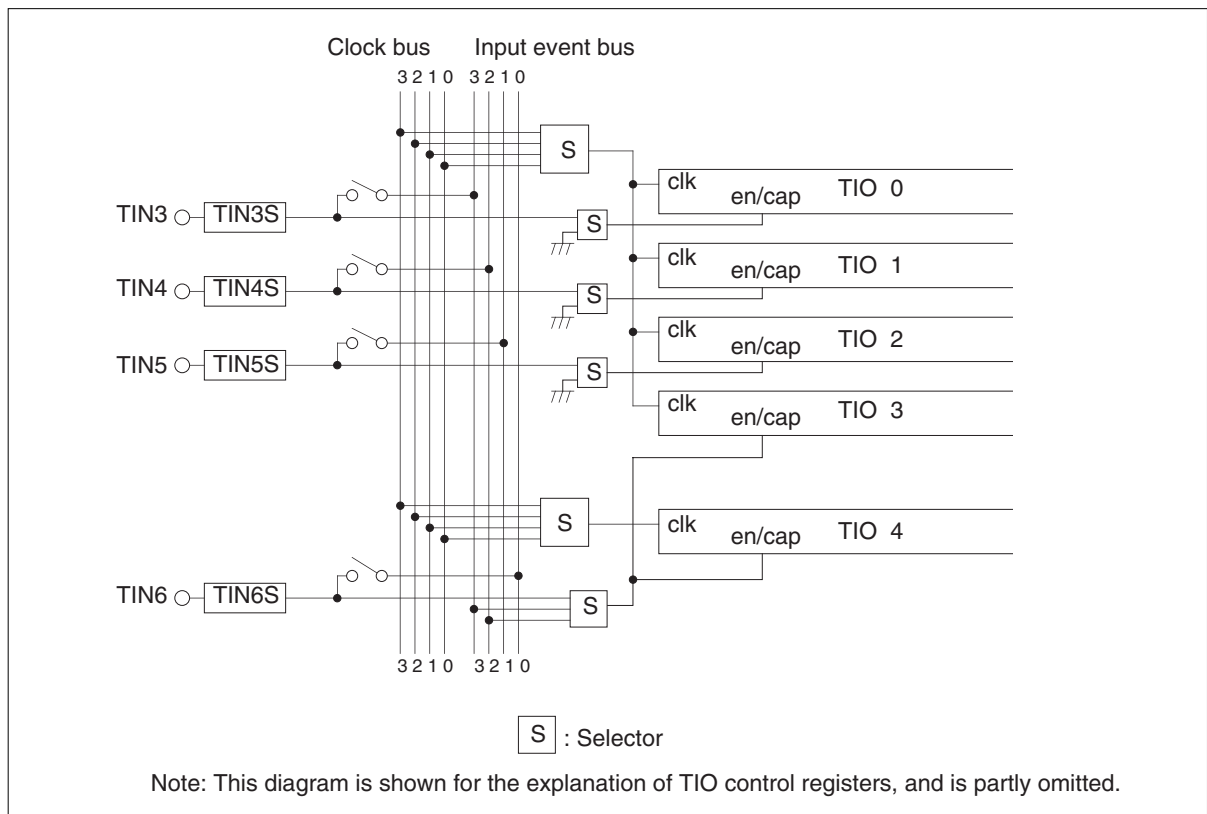 Clock bus Input event bus
3 2 1 0 3 2 1 0
S
clk
en/cap TIO 0
TIN3 TIN3S
S
clk
en/cap TIO 1
TIN4 TIN4S
S
clk
en/cap TIO 2
TIN5 TIN5S
S
clk
en/cap TIO 3
S
clk
en/cap TIO 4
TIN6 TIN6S
S
3 2 1 0 3 2 1 0
S : Selector
Note: This diagram is shown for the explanation of TIO control registers, and is partly omitted.